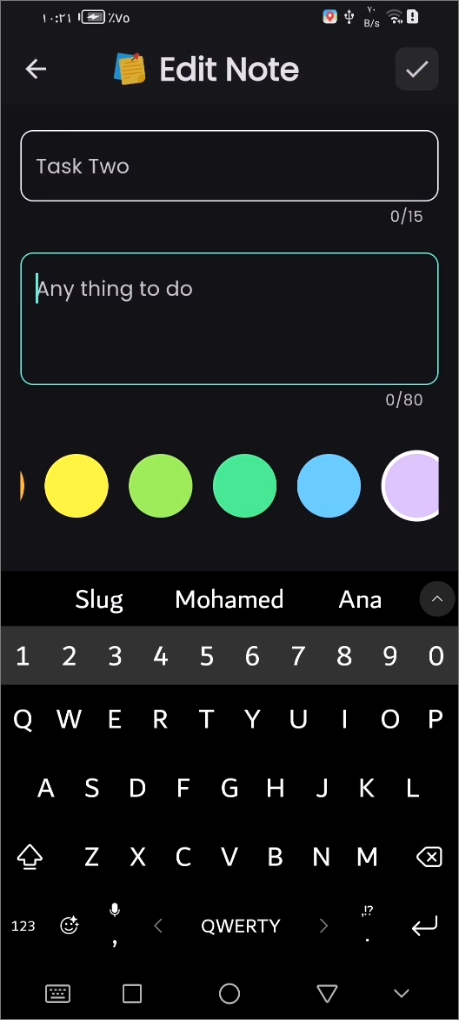 ١٠:٢١ ٪٧٥ ٧٠ B/s
Edit Note
Task Two
0/15
Any thing to do
0/80
Slug Mohamed Ana
1 2 3 4 5 6 7 8 9 0
Q W E R T Y U I O P
A S D F G H J K L
Z X C V B N M
123 , < QWERTY > ,!? .